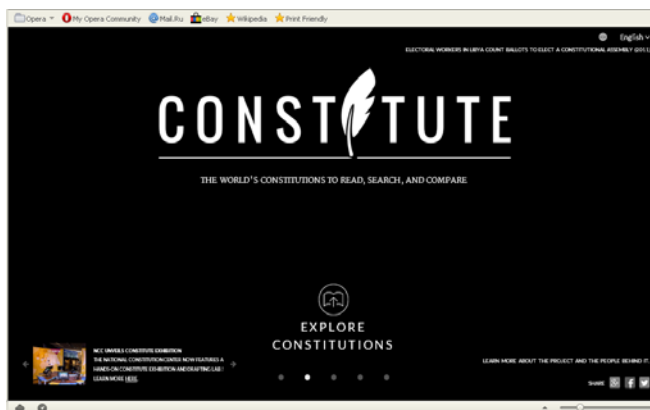 Opera
My Opera Community
Mail.Ru
eBay
Wikipedia
Print Friendly
English
ELECTORAL WORKERS IN LIBYA COUNT BALLOTS TO ELECT A CONSTITUTIONAL ASSEMBLY (2011)
CONSTITUTE
THE WORLD'S CONSTITUTIONS TO READ, SEARCH, AND COMPARE
EXPLORE
CONSTITUTIONS
NCC UNVEILS CONSTITUTE EXHIBITION
THE NATIONAL CONSTITUTION CENTER NOW FEATURES A
HANDS-ON CONSTITUTE EXHIBITION AND DRAFTING LAB !
LEARN MORE HERE.
LEARN MORE ABOUT THE PROJECT AND THE PEOPLE BEHIND IT.
SHARE